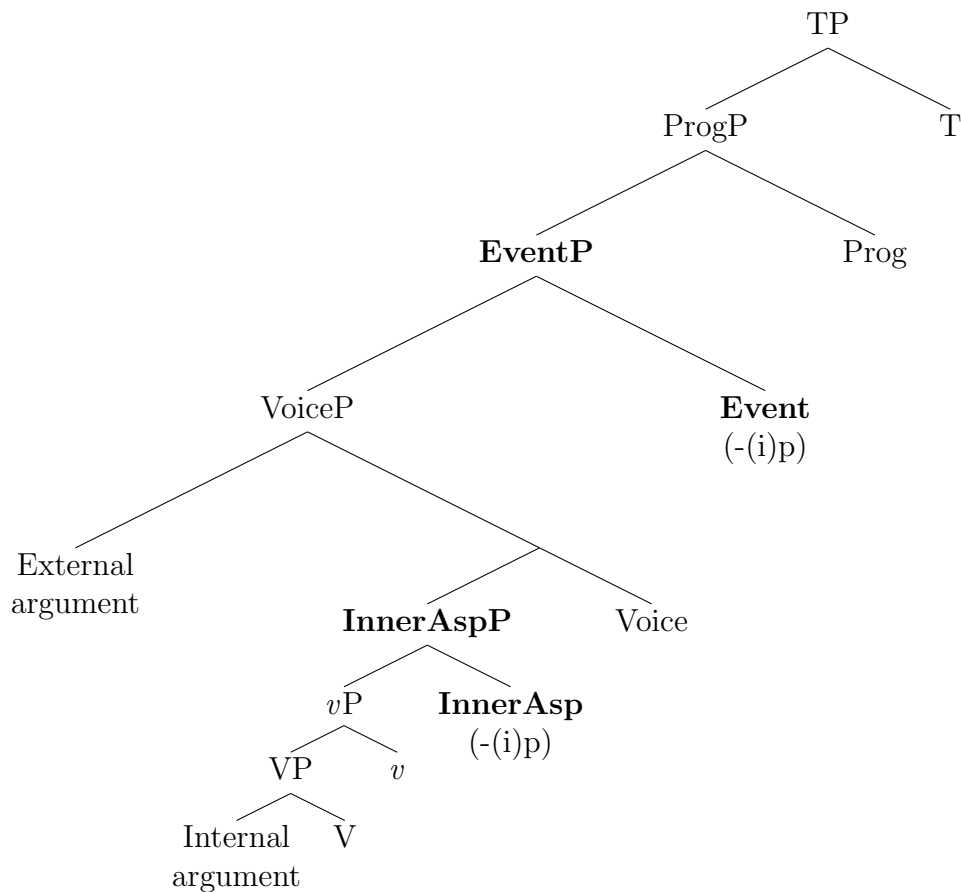 TP
ProgP T
EventP Prog
VoiceP Event
(-(i)p)
External
argument
InnerAspP Voice
vP InnerAsp
(-(i)p)
VP v
Internal V
argument